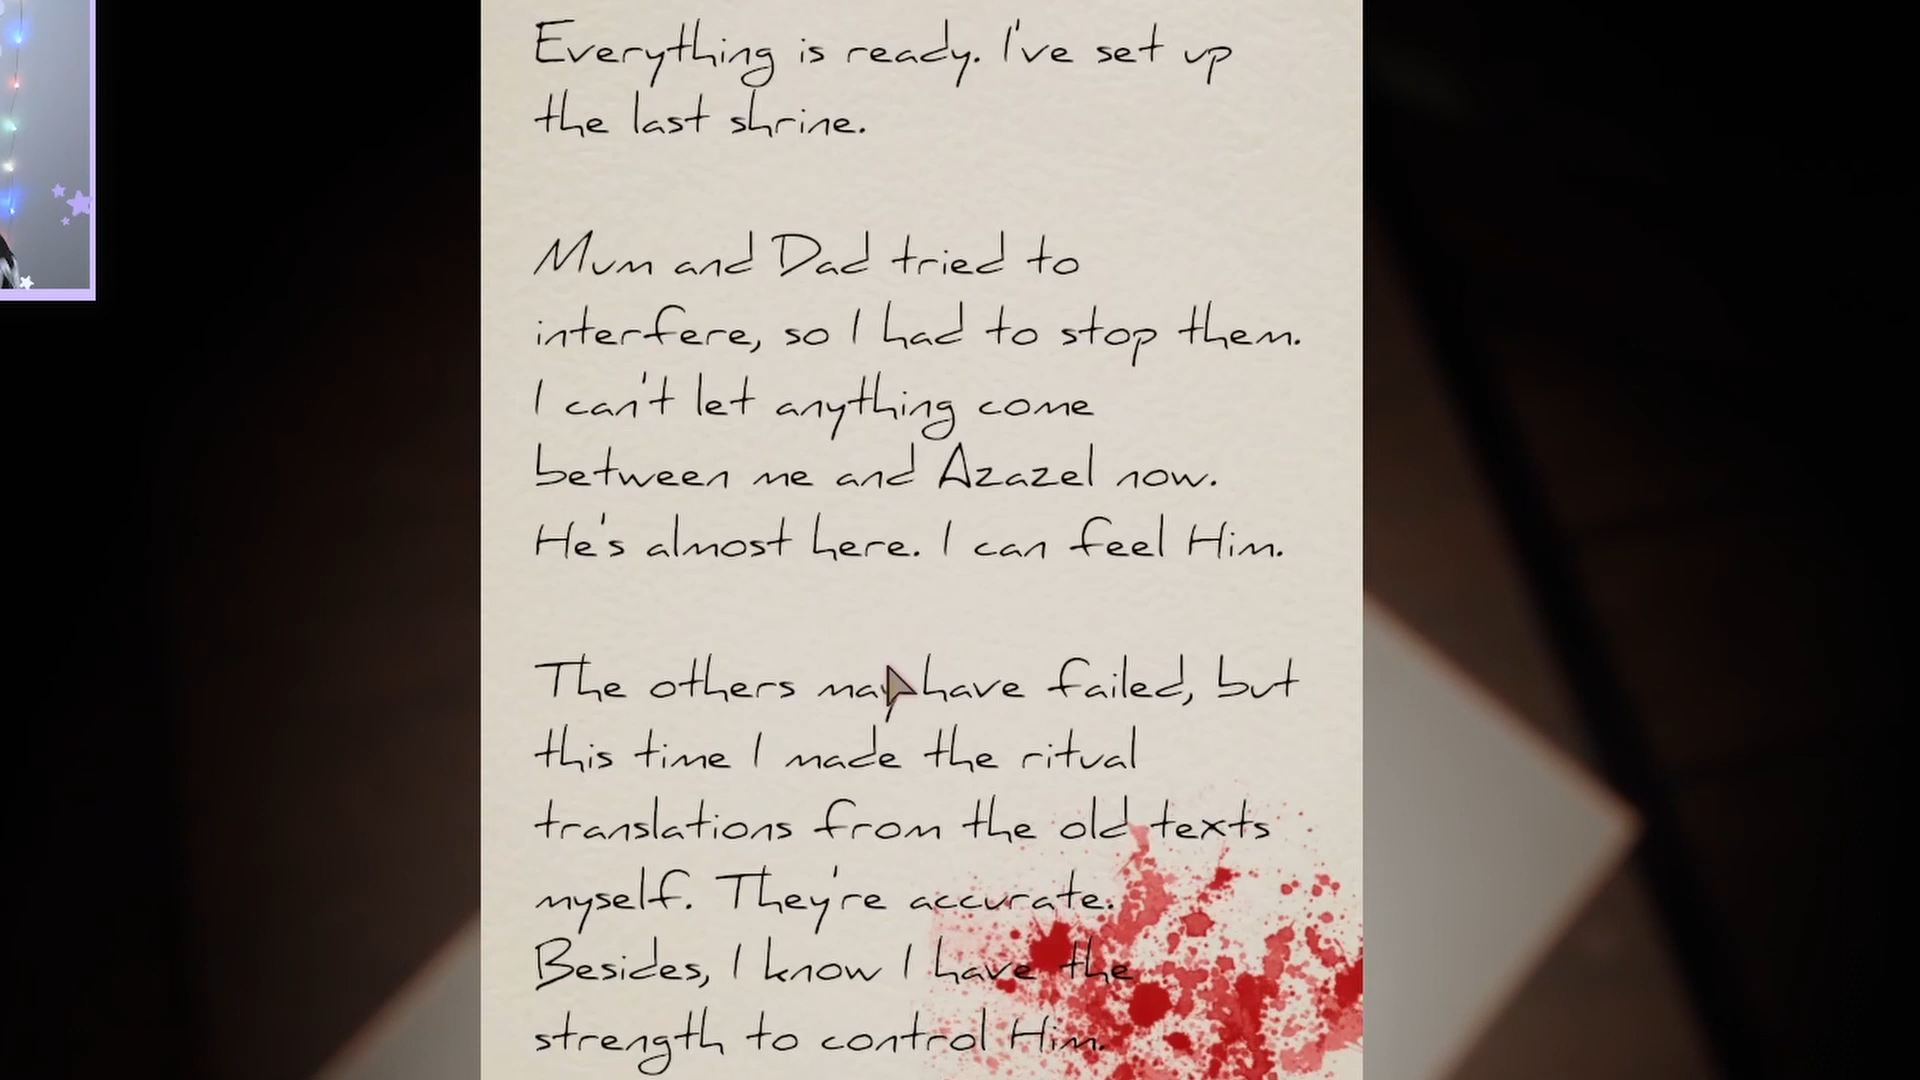 Everything is ready. I've set up
the last shrine.
Mum and Dad tried to
interfere, so I had to stop them.
I can't let anything come
between me and Azazel now.
He's almost here. I can feel Him.
The others may have failed, but
this time I made the ritual
translations from the old texts
myself. They're accurate.
Besides, I know I have the
strength to control Him.